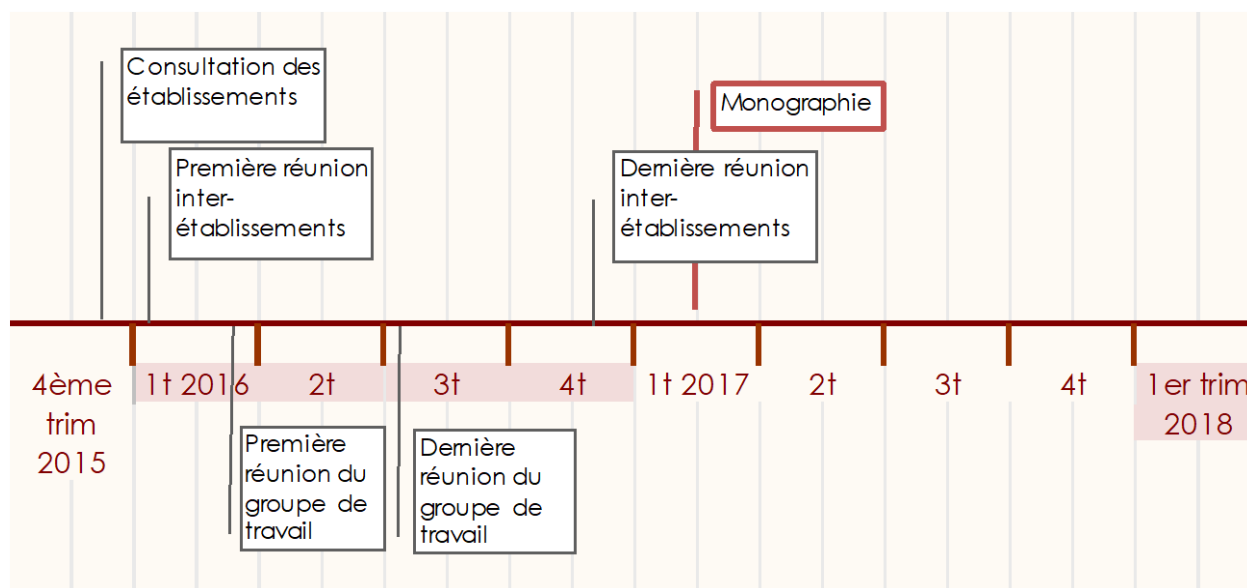 Consultation des
établissements
Monographie
Première réunion
inter-
établissements
Dernière réunion
inter-
établissements
4ème
trim
2015
1t 2016
2t
3t
4t
1t 2017
2t
3t
4t
1er trim
2018
Première
réunion du
groupe de
travail
Dernière
réunion du
groupe de
travail